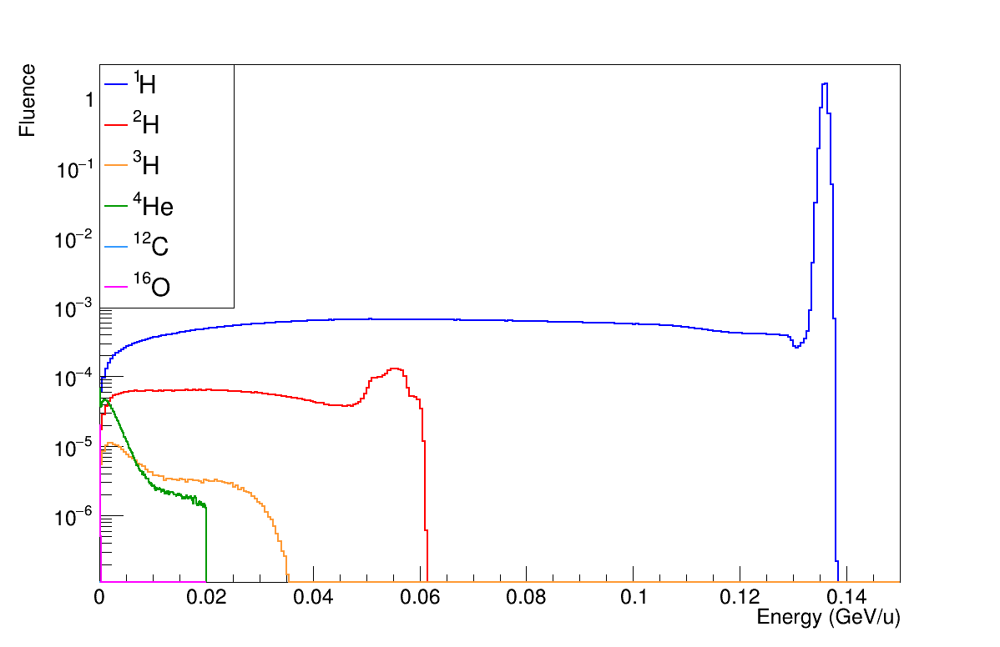 Fluence
¹H
²H
³H
⁴He
¹²C
¹⁶O
1
10⁻¹
10⁻²
10⁻³
10⁻⁴
10⁻⁵
10⁻⁶
0 0.02 0.04 0.06 0.08 0.1 0.12 0.14
Energy (GeV/u)